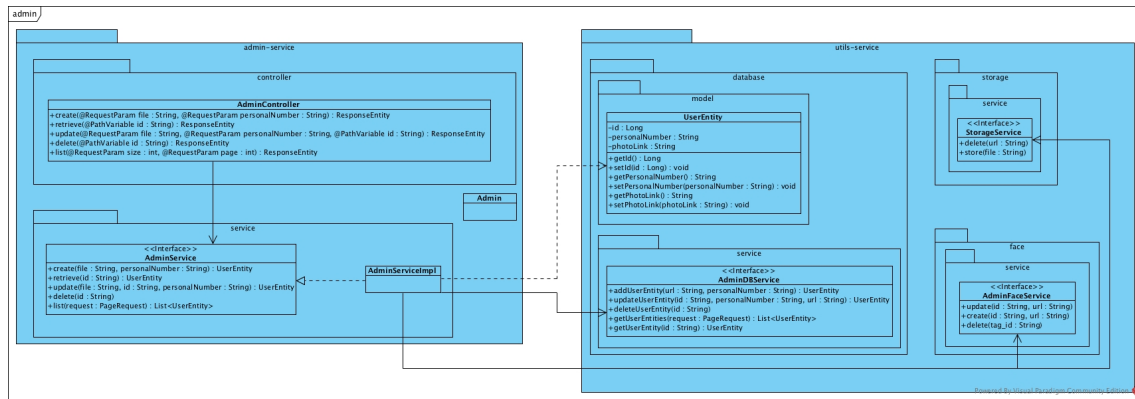 admin
admin-service
controller
AdminController
+create(@RequestParam file : String, @RequestParam personalNumber : String) : ResponseEntity
+retrieve(@PathVariable id : String) : ResponseEntity
+update(@RequestParam file : String, @RequestParam personalNumber : String, @PathVariable id : String) : ResponseEntity
+delete(@PathVariable id : String) : ResponseEntity
+list(@RequestParam size : int, @RequestParam page : int) : ResponseEntity
Admin
service
<<Interface>>
AdminService
+create(file : String, personalNumber : String) : UserEntity
+retrieve(id : String) : UserEntity
+update(file : String, id : String, personalNumber : String) : UserEntity
+delete(id : String)
+list(request : PageRequest) : List<UserEntity>
AdminServiceImpl
utils-service
database
model
UserEntity
-id : Long
-personalNumber : String
-photoLink : String
+getId() : Long
+setId(id : Long) : void
+getPersonalNumber() : String
+setPersonalNumber(personalNumber : String) : void
+getPhotoLink() : String
+setPhotoLink(photoLink : String) : void
service
<<Interface>>
AdminDBService
+addUserEntity(url : String, personalNumber : String) : UserEntity
+updateUserEntity(id : String, personalNumber : String, url : String) : UserEntity
+deleteUserEntity(id : String)
+getUserEntities(request : PageRequest) : List<UserEntity>
+getUserEntity(id : String) : UserEntity
storage
service
<<Interface>>
StorageService
+delete(url : String)
+store(file : String)
face
service
<<Interface>>
AdminFaceService
+update(id : String, url : String)
+create(id : String, url : String)
+delete(tag_id : String)
Powered By Visual Paradigm Community Edition